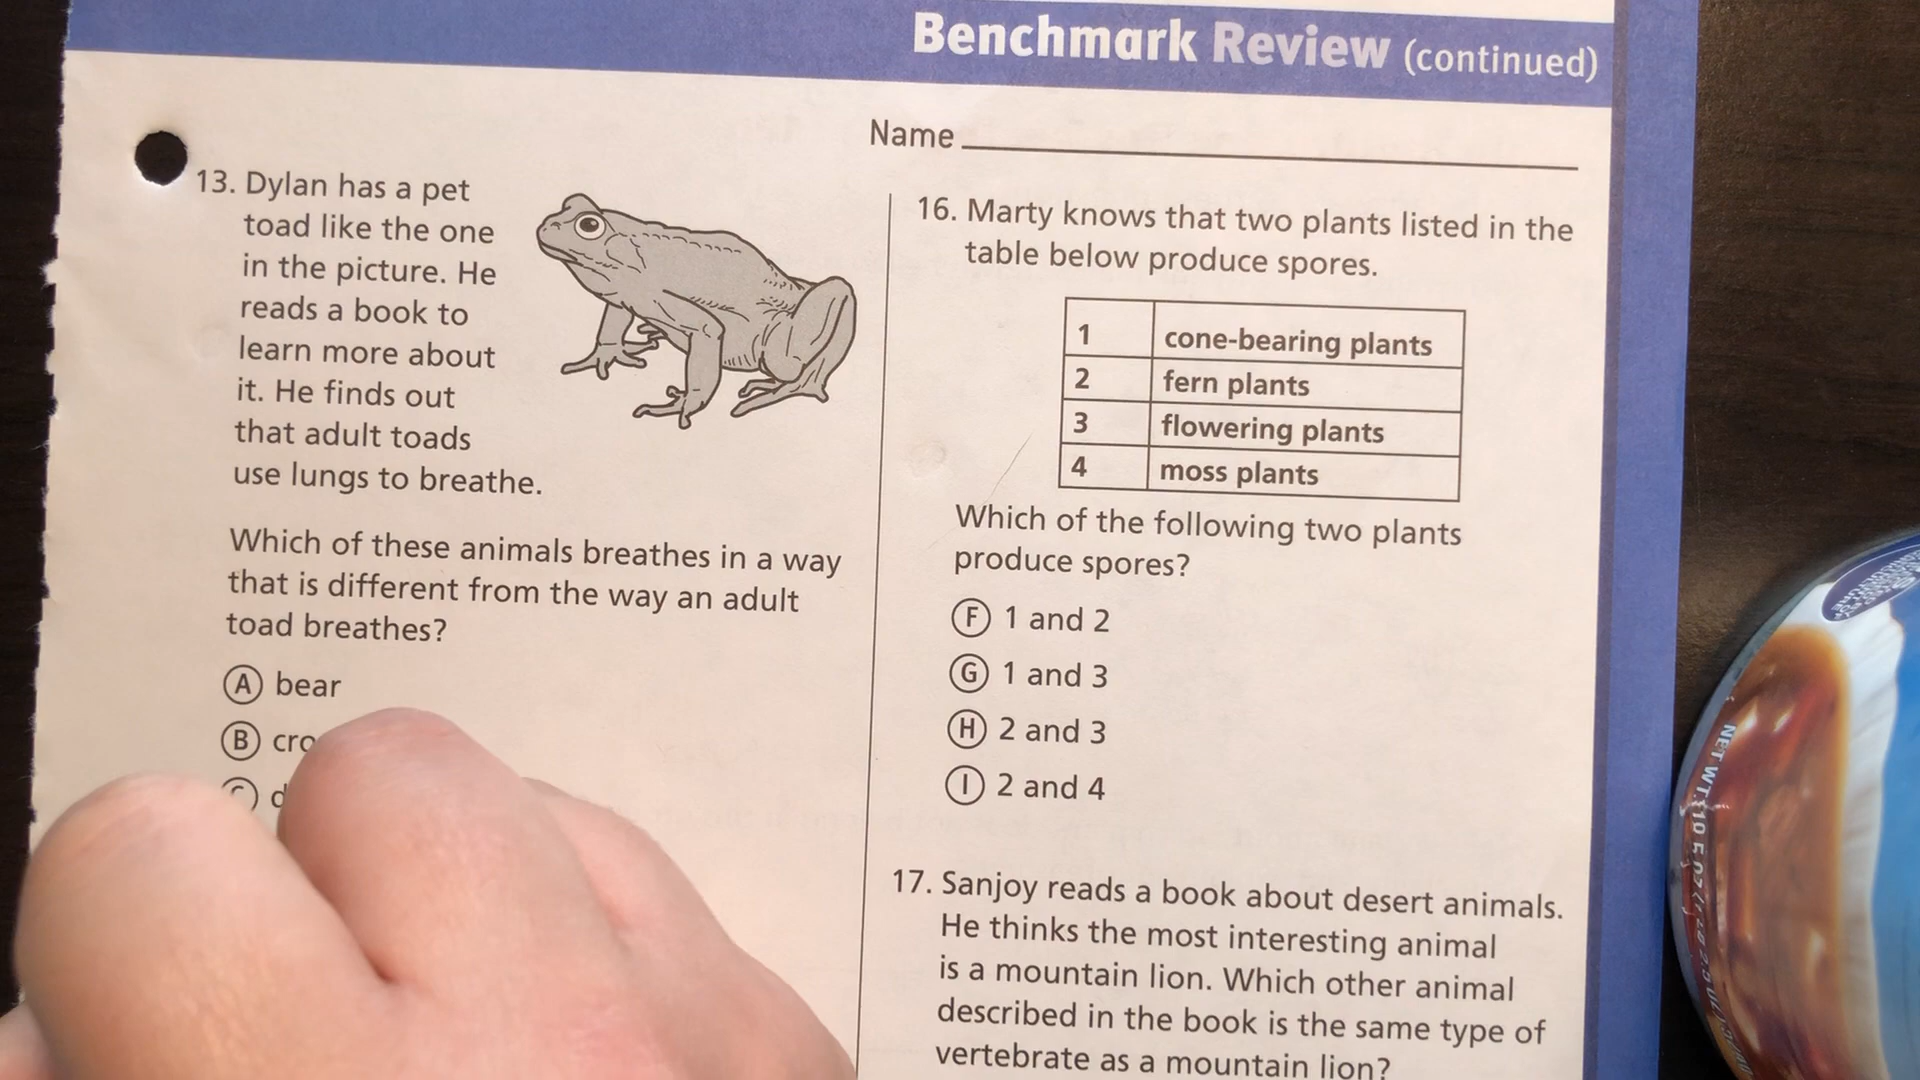 Benchmark Review (continued)
Name
13. Dylan has a pet
toad like the one
in the picture. He
reads a book to
learn more about
it. He finds out
that adult toads
use lungs to breathe.
Which of these animals breathes in a way
that is different from the way an adult
toad breathes?
A bear
B
C
16. Marty knows that two plants listed in the
table below produce spores.
1 cone-bearing plants
2 fern plants
3 flowering plants
4 moss plants
Which of the following two plants
produce spores?
F 1 and 2
G 1 and 3
H 2 and 3
I 2 and 4
17. Sanjoy reads a book about desert animals.
He thinks the most interesting animal
is a mountain lion. Which other animal
described in the book is the same type of
vertebrate as a mountain lion?
NET WT. 10.5 OZ